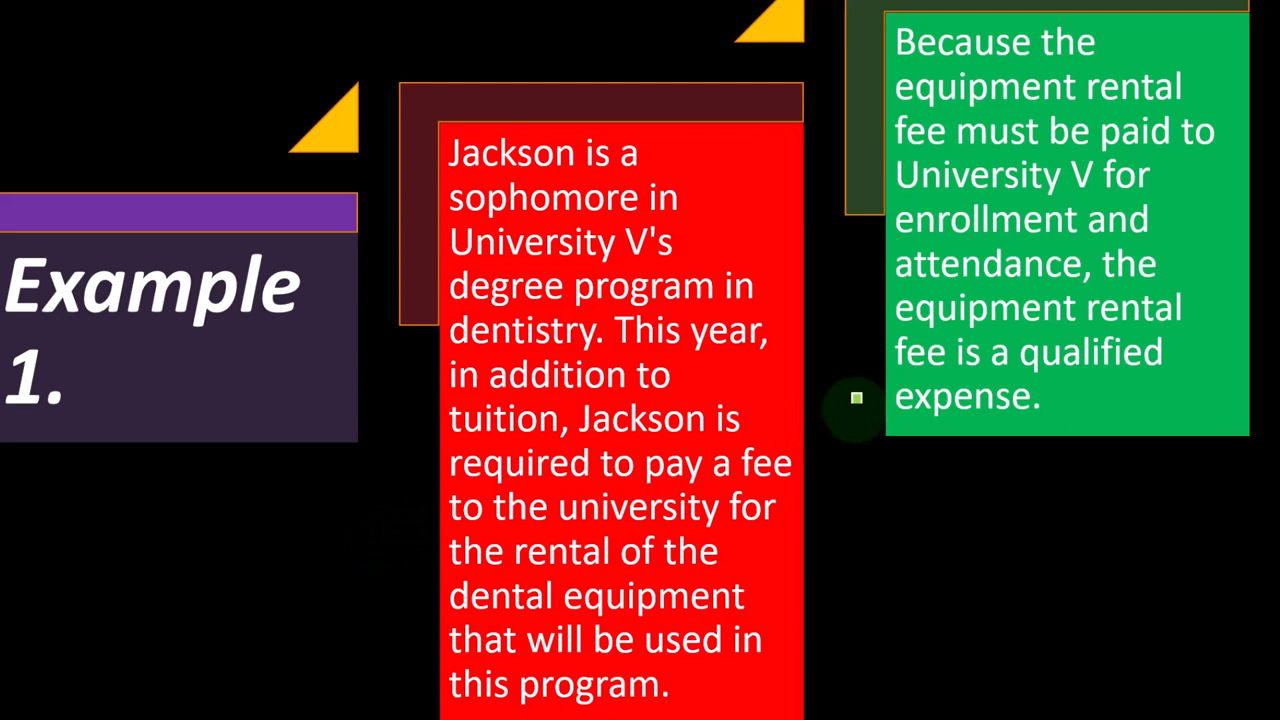 Example
1.
Jackson is a
sophomore in
University V's
degree program in
dentistry. This year,
in addition to
tuition, Jackson is
required to pay a fee
to the university for
the rental of the
dental equipment
that will be used in
this program.
Because the
equipment rental
fee must be paid to
University V for
enrollment and
attendance, the
equipment rental
fee is a qualified
expense.